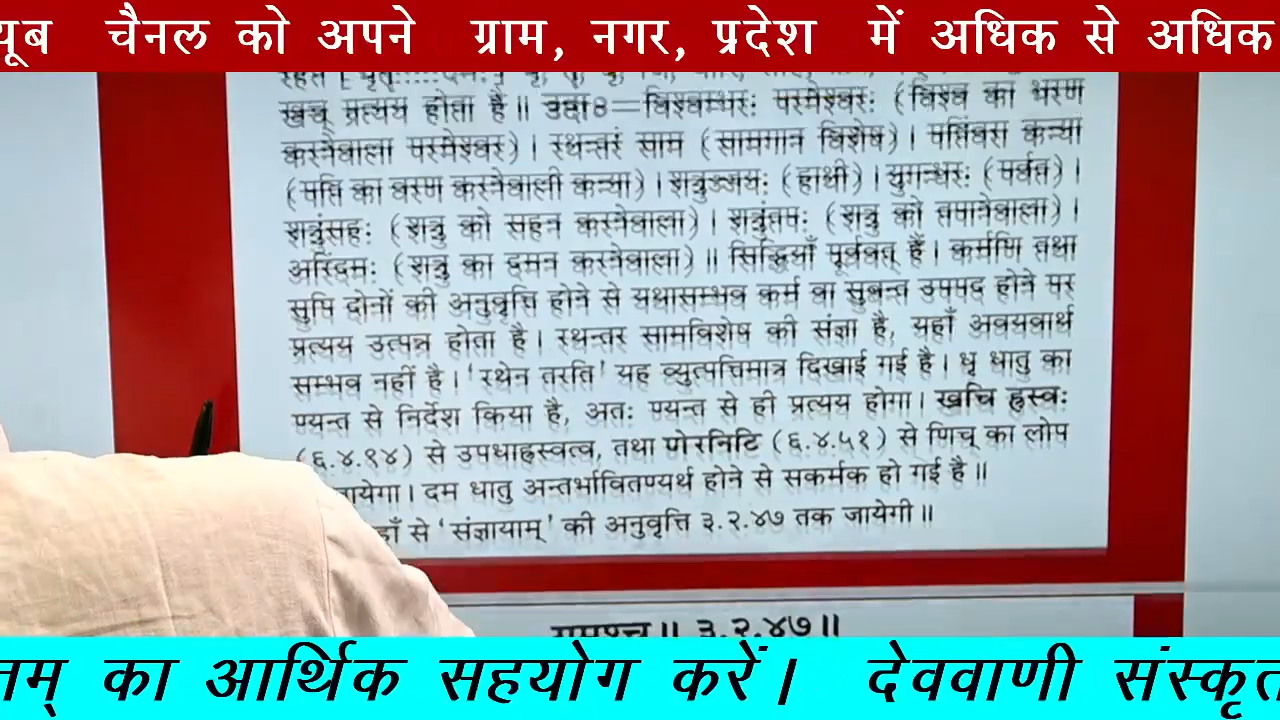 यूब चैनल को अपने ग्राम, नगर, प्रदेश में अधिक से अधिक
खच् प्रत्यय होता है॥ उदा०—विश्वम्भरः परमेश्वरः (विश्व का भरण
करनेवाला परमेश्वर)। रथन्तरं साम (सामगान विशेष)। पतिंवरा कन्या
(पति का वरण करनेवाली कन्या)। शत्रुञ्जयः (हाथी)। युगन्धरः (पर्वत)।
शत्रुंसहः (शत्रु को सहन करनेवाला)। शत्रुंतपः (शत्रु को तपानेवाला)।
अरिंदमः (शत्रु का दमन करनेवाला)॥ सिद्धियाँ पूर्ववत् हैं। कर्मणि तथा
सुपि दोनों की अनुवृत्ति होने से यथासम्भव कर्म वा सुबन्त उपपद होने पर
प्रत्यय उत्पन्न होता है। रथन्तर सामविशेष की संज्ञा है, यहाँ अवयवार्थ
सम्भव नहीं है। 'रथेन तरति' यह व्युत्पत्तिमात्र दिखाई गई है। धृ धातु का
ण्यन्त से निर्देश किया है, अतः ण्यन्त से ही प्रत्यय होगा। खचि ह्रस्वः
(६.४.९४) से उपधाह्रस्वत्व, तथा णेरनिटि (६.४.५१) से णिच् का लोप
जायेगा। दम धातु अन्तर्भावितण्यर्थ होने से सकर्मक हो गई है॥
हाँ से 'संज्ञायाम्' की अनुवृत्ति ३.२.४७ तक जायेगी॥
गमश्च॥ ३.२.४७॥
तम् का आर्थिक सहयोग करें। देववाणी संस्कृत